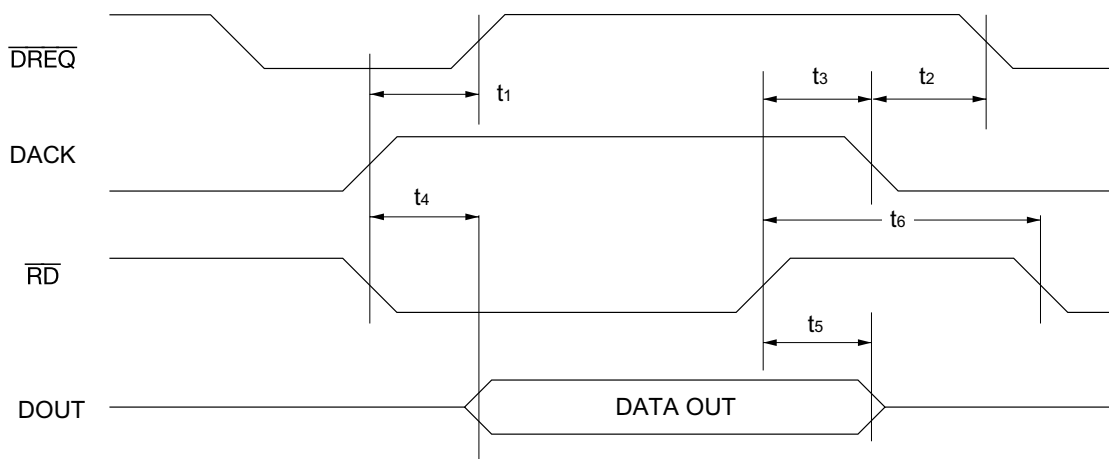 DREQ
t1
t3
t2
DACK
t4
t6
RD
t5
DOUT
DATA OUT